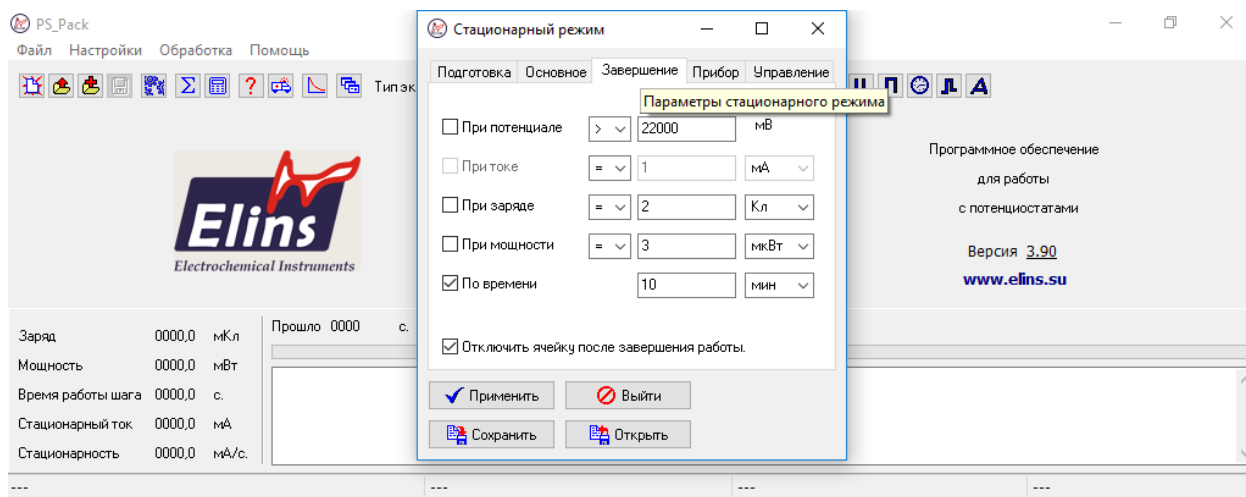 PS_Pack
Файл Настройки Обработка Помощь
Тип эк
Elins
Electrochemical Instruments
Программное обеспечение
для работы
с потенциостатами
Версия 3.90
www.elins.su
Стационарный режим
Подготовка Основное Завершение Прибор Управление
Параметры стационарного режима
При потенциале > 22000 мВ
При токе = 1 мА
При заряде = 2 Кл
При мощности = 3 мкВт
По времени 10 мин
Отключить ячейку после завершения работы.
Применить Выйти
Сохранить Открыть
Заряд 0000,0 мКл
Мощность 0000,0 мВт
Время работы шага 0000,0 с.
Стационарный ток 0000,0 мА
Стационарность 0000,0 мА/с.
Прошло 0000 с.
--- --- --- ---